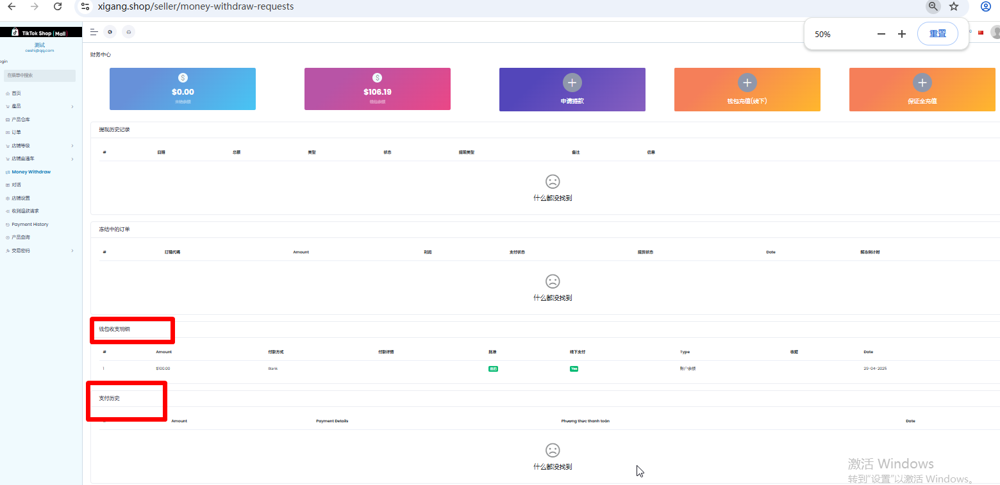 xigang.shop/seller/money-withdraw-requests
50%
重置
TikTok Shop | Mall
测试
ceshi@qq.com
ogin
在菜单中搜索
首页
產品
产品仓库
订单
店铺等级
店铺直通车
Money Withdraw
对话
店铺设置
收到退款请求
Payment History
产品查询
交易密码
财务中心
$0.00
$106.19
钱包余额
申请提款
钱包充值(线下)
保证金充值
提现历史记录
# 日期 总额 类型 状态 提现类型 备注 信息
什么都没找到
冻结中的订单
# 訂購代碼 Amount 利润 支付状态 提货状态 Date 解冻倒计时
什么都没找到
钱包收支明细
# Amount 付款方式 付款详情 批准 线下支付 Type 收据 Date
1 $100.00 Bank Yes 账户余额 29-04-2025
支付历史
Amount Payment Details Phương thức thanh toán Date
什么都没找到
激活 Windows
转到"设置"以激活 Windows。